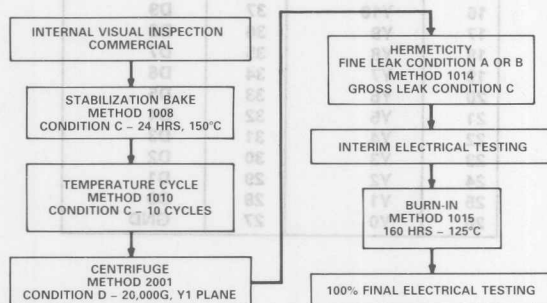 INTERNAL VISUAL INSPECTION
COMMERCIAL
STABILIZATION BAKE
METHOD 1008
CONDITION C – 24 HRS, 150°C
TEMPERATURE CYCLE
METHOD 1010
CONDITION C – 10 CYCLES
CENTRIFUGE
METHOD 2001
CONDITION D – 20,000G, Y1 PLANE
HERMETICITY
FINE LEAK CONDITION A OR B
METHOD 1014
GROSS LEAK CONDITION C
INTERIM ELECTRICAL TESTING
BURN-IN
METHOD 1015
160 HRS – 125°C
100% FINAL ELECTRICAL TESTING